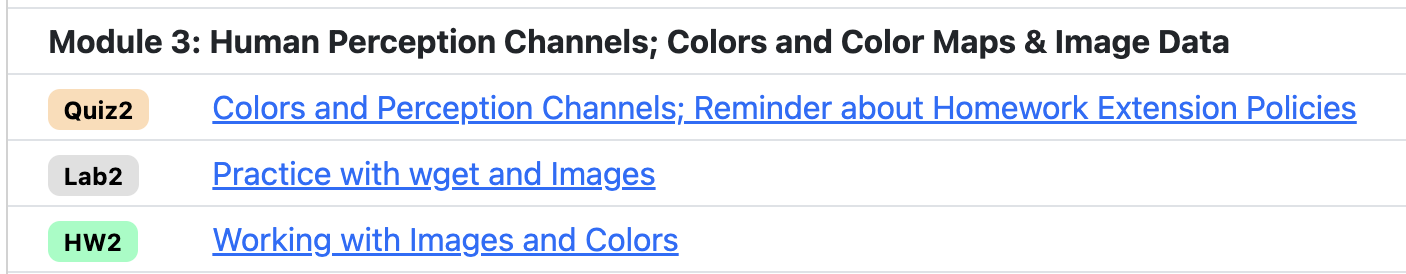 Module 3: Human Perception Channels; Colors and Color Maps & Image Data
Quiz2 Colors and Perception Channels; Reminder about Homework Extension Policies
Lab2 Practice with wget and Images
HW2 Working with Images and Colors